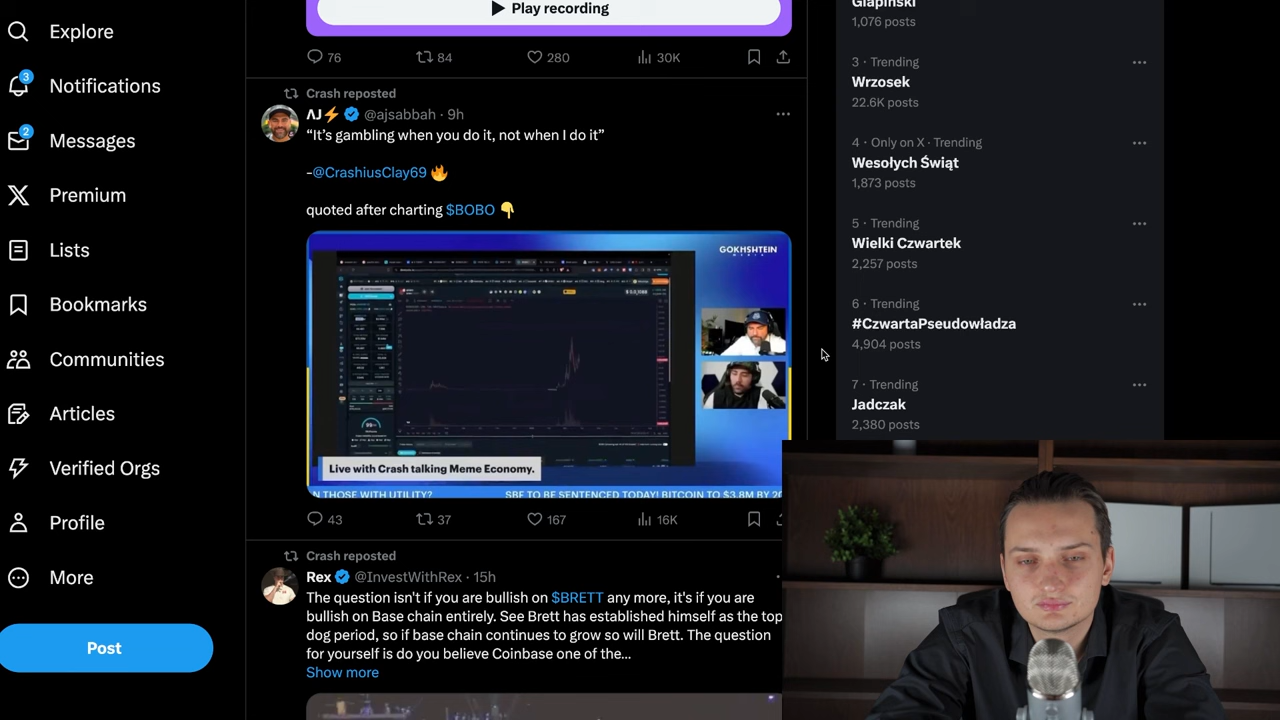 Explore
3
Notifications
2
Messages
Premium
Lists
Bookmarks
Communities
Articles
Verified Orgs
Profile
More
Post
Play recording
76
84
280
30K
Crash reposted
ΛJ⚡ @ajsabbah · 9h
“It’s gambling when you do it, not when I do it”
-@CrashiusClay69 🔥
quoted after charting $BOBO 👇
GOKHSHTEIN
MEDIA
Live with Crash talking Meme Economy.
N THOSE WITH UTILITY? SBF TO BE SENTENCED TODAY! BITCOIN TO $3.8M BY 20
43
37
167
16K
Crash reposted
Rex @InvestWithRex · 15h
The question isn't if you are bullish on $BRETT any more, it's if you are
bullish on Base chain entirely. See Brett has established himself as the top
dog period, so if base chain continues to grow so will Brett. The question
for yourself is do you believe Coinbase one of the...
Show more
Glapiński
1,076 posts
3 · Trending
Wrzosek
22.6K posts
4 · Only on X · Trending
Wesołych Świąt
1,873 posts
5 · Trending
Wielki Czwartek
2,257 posts
6 · Trending
#CzwartaPseudowładza
4,904 posts
7 · Trending
Jadczak
2,380 posts